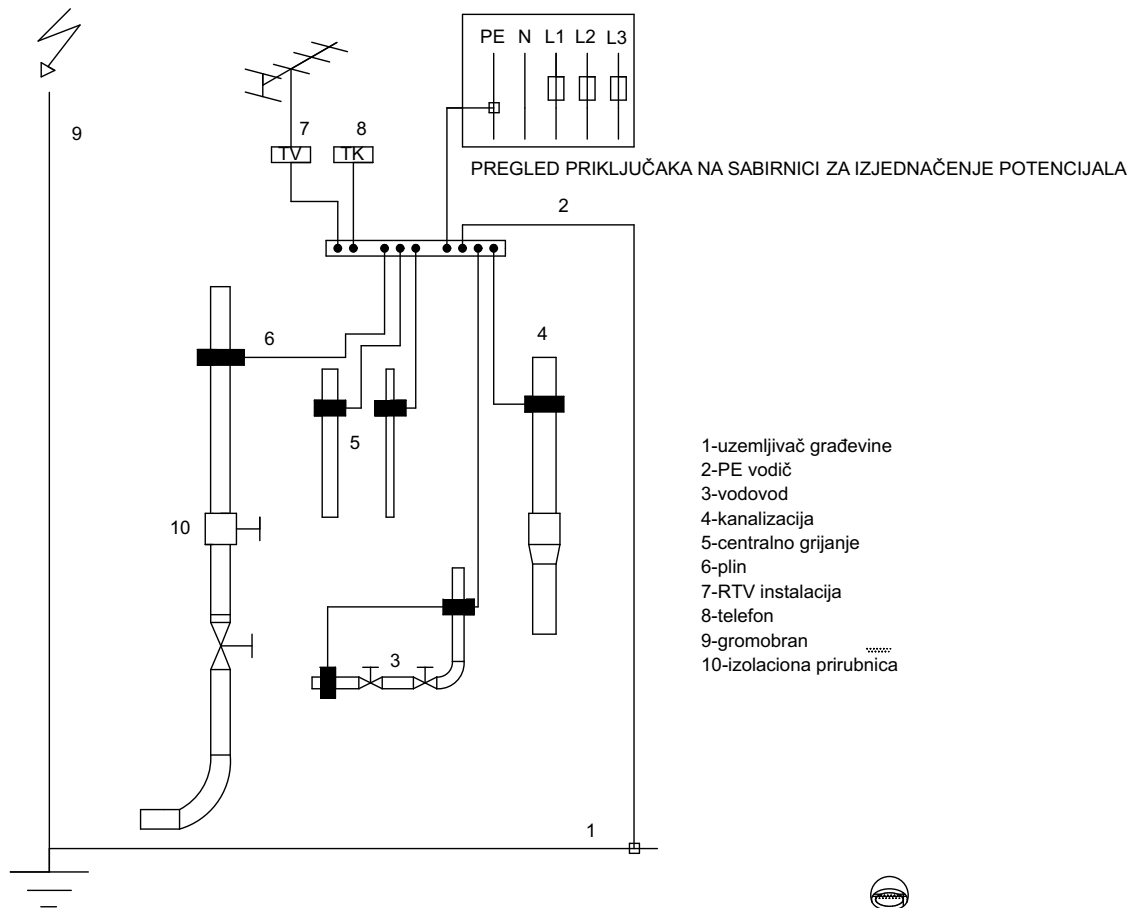 PE N L1 L2 L3
9
7
8
TV
TK
PREGLED PRIKLJUČAKA NA SABIRNICI ZA IZJEDNAČENJE POTENCIJALA
2
6
4
5
10
3
1
1-uzemljivač građevine
2-PE vodič
3-vodovod
4-kanalizacija
5-centralno grijanje
6-plin
7-RTV instalacija
8-telefon
9-gromobran
10-izolaciona prirubnica